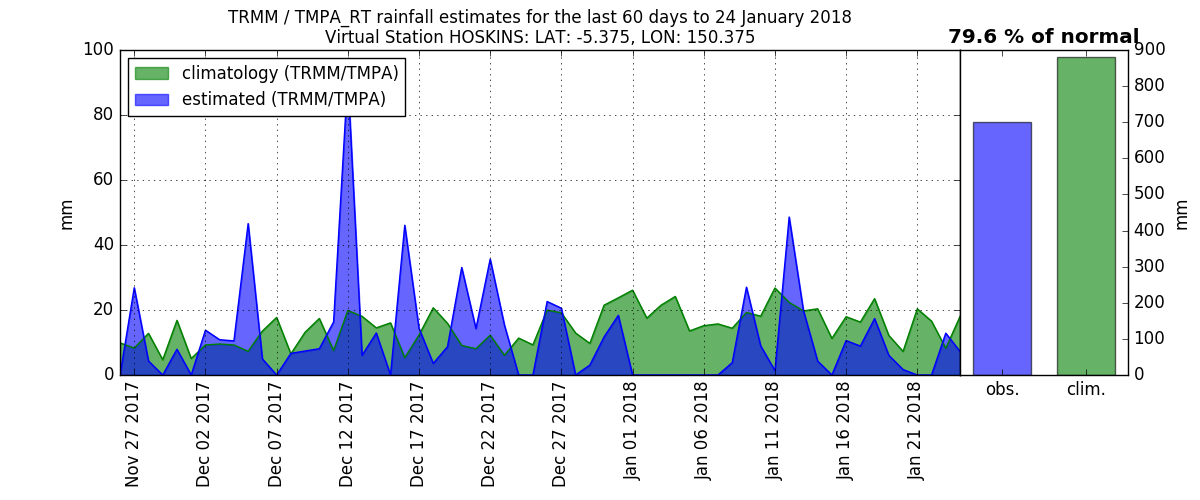 TRMM / TMPA_RT rainfall estimates for the last 60 days to 24 January 2018
Virtual Station HOSKINS: LAT: -5.375, LON: 150.375
79.6 % of normal
climatology (TRMM/TMPA)
estimated (TRMM/TMPA)
100
80
60
40
20
0
mm
Nov 27 2017
Dec 02 2017
Dec 07 2017
Dec 12 2017
Dec 17 2017
Dec 22 2017
Dec 27 2017
Jan 01 2018
Jan 06 2018
Jan 11 2018
Jan 16 2018
Jan 21 2018
obs.
clim.
900
800
700
600
500
400
300
200
100
0
mm